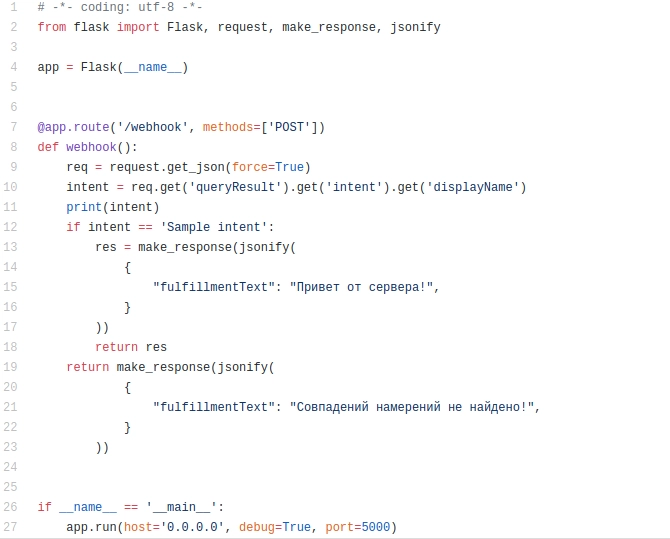 1 # -*- coding: utf-8 -*-
2 from flask import Flask, request, make_response, jsonify
3
4 app = Flask(__name__)
5
6
7 @app.route('/webhook', methods=['POST'])
8 def webhook():
9     req = request.get_json(force=True)
10     intent = req.get('queryResult').get('intent').get('displayName')
11     print(intent)
12     if intent == 'Sample intent':
13         res = make_response(jsonify(
14             {
15                 "fulfillmentText": "Привет от сервера!",
16             }
17         ))
18         return res
19     return make_response(jsonify(
20             {
21                 "fulfillmentText": "Совпадений намерений не найдено!",
22             }
23         ))
24
25
26 if __name__ == '__main__':
27     app.run(host='0.0.0.0', debug=True, port=5000)